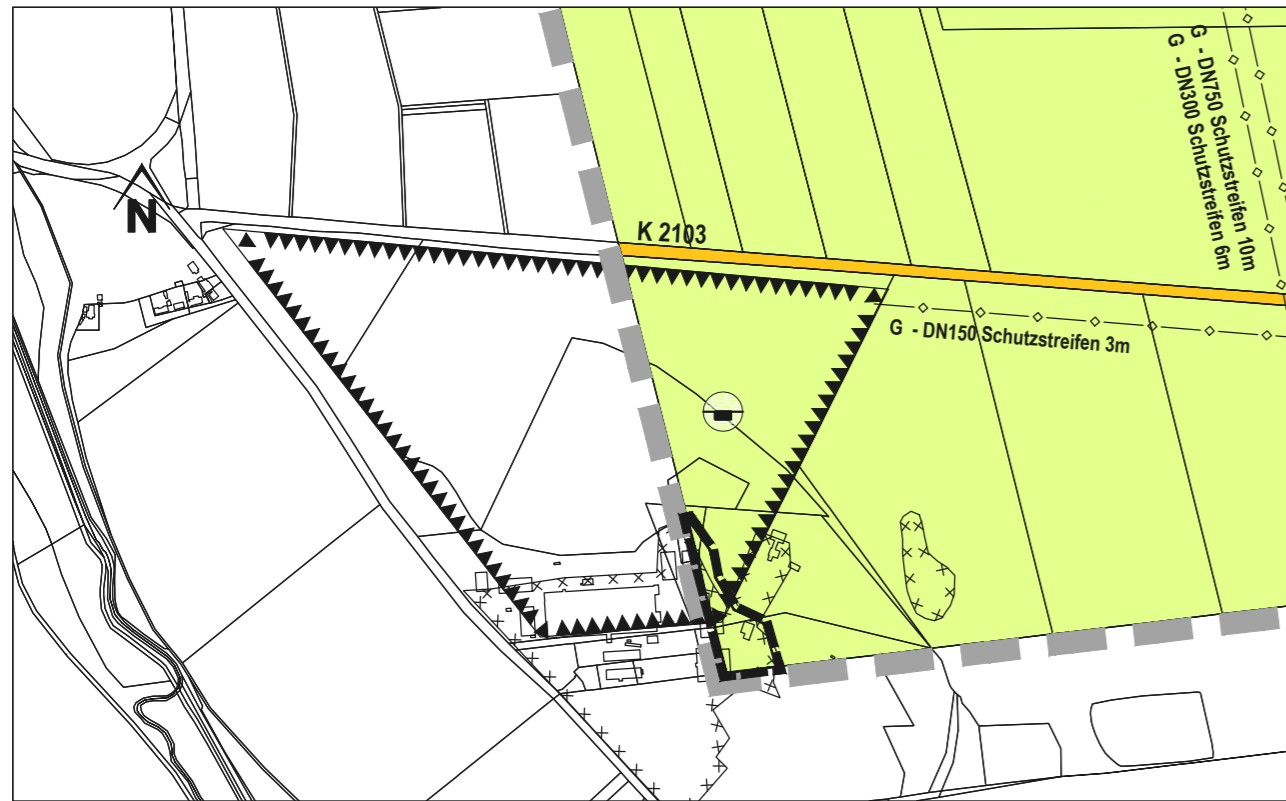 G - DN750 Schutzstreifen 10m
G - DN300 Schutzstreifen 6m
N
K 2103
G - DN150 Schutzstreifen 3m